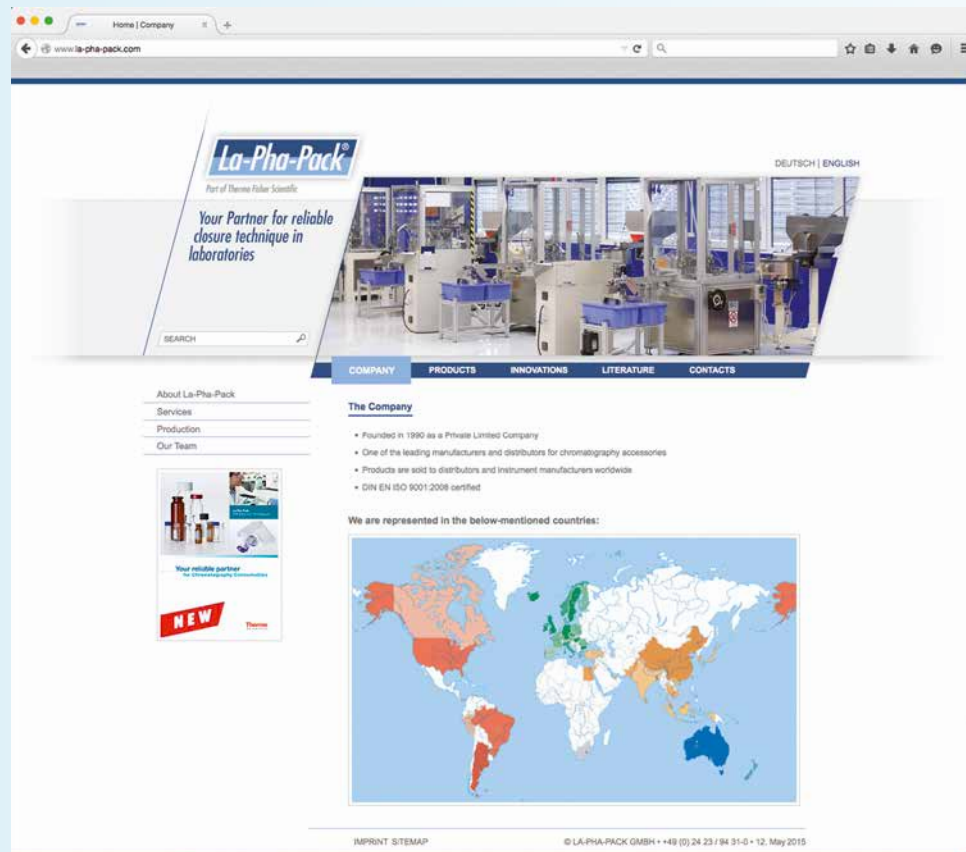 Home | Company
www.la-pha-pack.com
La-Pha-Pack®
Part of Thermo Fisher Scientific
DEUTSCH | ENGLISH
Your Partner for reliable
closure technique in
laboratories
SEARCH
COMPANY PRODUCTS INNOVATIONS LITERATURE CONTACTS
About La-Pha-Pack
Services
Production
Our Team
The Company
• Founded in 1990 as a Private Limited Company
• One of the leading manufacturers and distributors for chromatography accessories
• Products are sold to distributors and instrument manufacturers worldwide
• DIN EN ISO 9001:2008 certified
We are represented in the below-mentioned countries:
Your reliable partner
for Chromatography Consumables
NEW
Thermo
IMPRINT SITEMAP
© LA-PHA-PACK GMBH • +49 (0) 24 23 / 94 31-0 • 12. May 2015